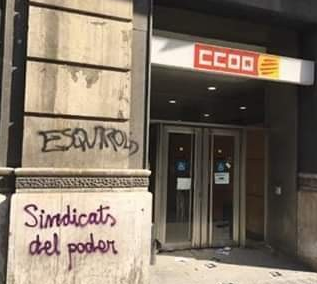 CCOO
ESQUIROLS
Sindicats
del poder